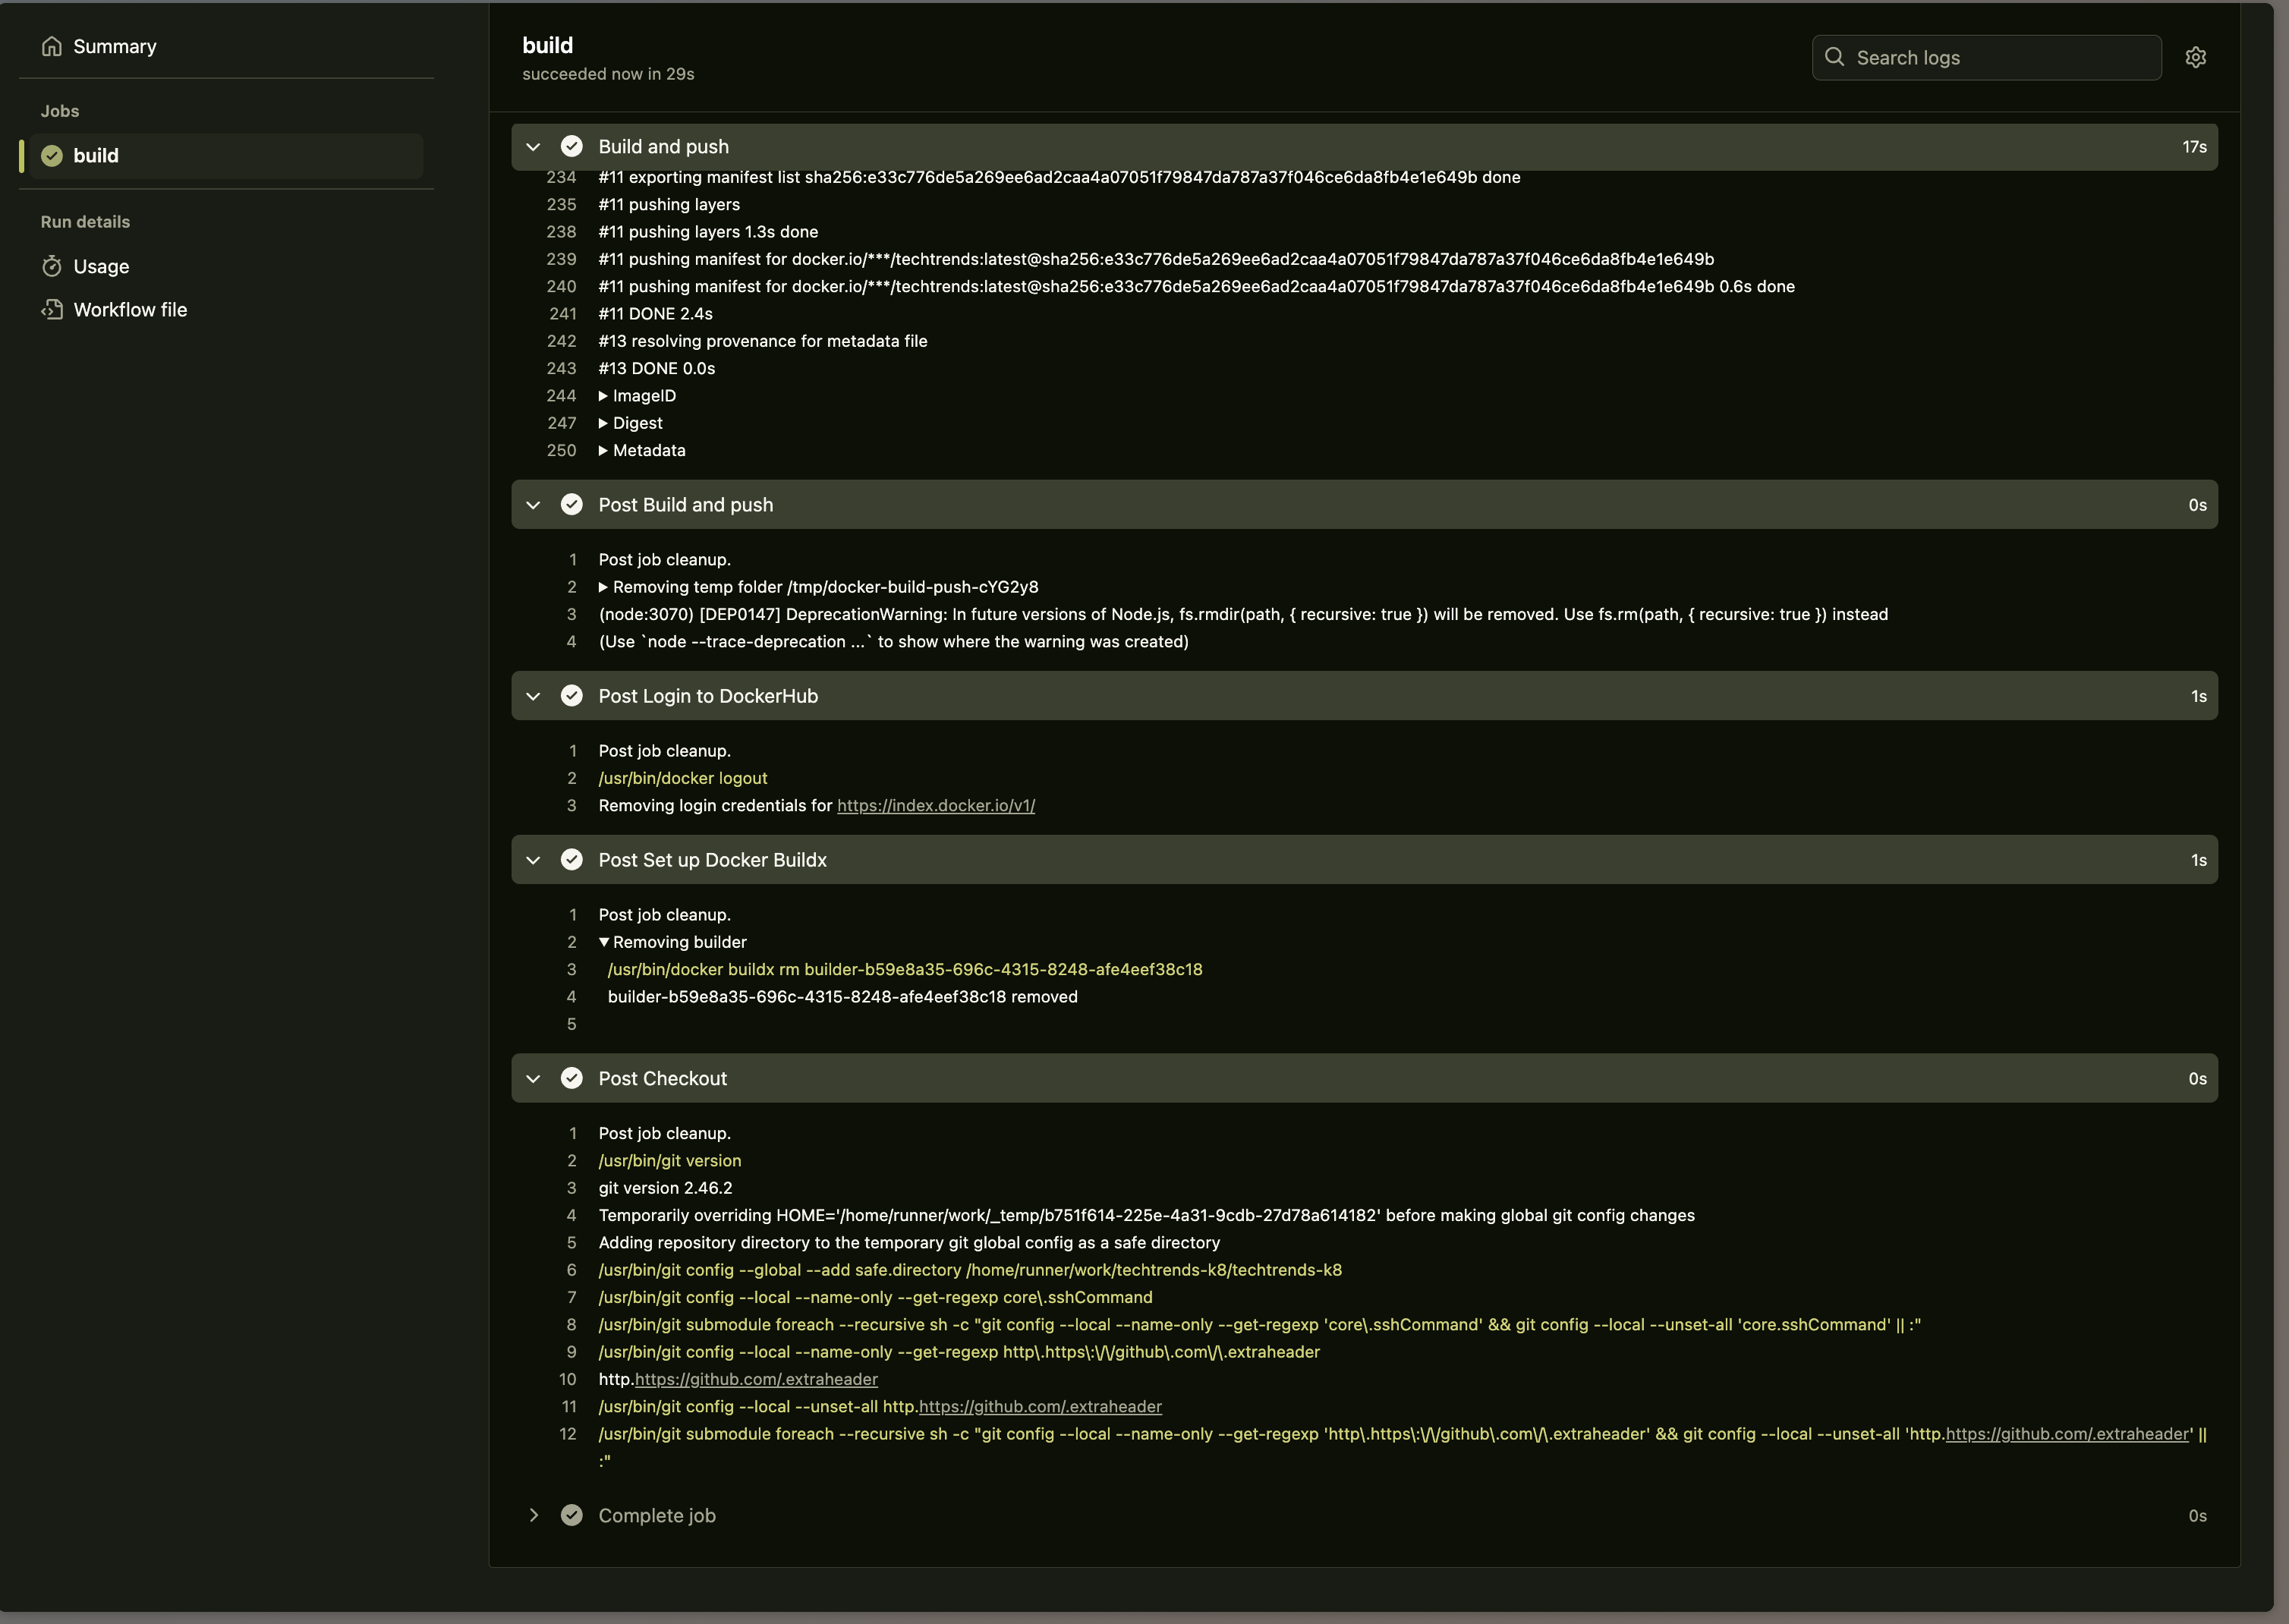 Summary
Jobs
build
Run details
Usage
Workflow file
build
succeeded now in 29s
Search logs
Build and push 17s
234 #11 exporting manifest list sha256:e33c776de5a269ee6ad2caa4a07051f79847da787a37f046ce6da8fb4e1e649b done
235 #11 pushing layers
238 #11 pushing layers 1.3s done
239 #11 pushing manifest for docker.io/***/techtrends:latest@sha256:e33c776de5a269ee6ad2caa4a07051f79847da787a37f046ce6da8fb4e1e649b
240 #11 pushing manifest for docker.io/***/techtrends:latest@sha256:e33c776de5a269ee6ad2caa4a07051f79847da787a37f046ce6da8fb4e1e649b 0.6s done
241 #11 DONE 2.4s
242 #13 resolving provenance for metadata file
243 #13 DONE 0.0s
244 ImageID
247 Digest
250 Metadata
Post Build and push 0s
1 Post job cleanup.
2 Removing temp folder /tmp/docker-build-push-cYG2y8
3 (node:3070) [DEP0147] DeprecationWarning: In future versions of Node.js, fs.rmdir(path, { recursive: true }) will be removed. Use fs.rm(path, { recursive: true }) instead
4 (Use `node --trace-deprecation ...` to show where the warning was created)
Post Login to DockerHub 1s
1 Post job cleanup.
2 /usr/bin/docker logout
3 Removing login credentials for https://index.docker.io/v1/
Post Set up Docker Buildx 1s
1 Post job cleanup.
2 Removing builder
3 /usr/bin/docker buildx rm builder-b59e8a35-696c-4315-8248-afe4eef38c18
4 builder-b59e8a35-696c-4315-8248-afe4eef38c18 removed
5
Post Checkout 0s
1 Post job cleanup.
2 /usr/bin/git version
3 git version 2.46.2
4 Temporarily overriding HOME='/home/runner/work/_temp/b751f614-225e-4a31-9cdb-27d78a614182' before making global git config changes
5 Adding repository directory to the temporary git global config as a safe directory
6 /usr/bin/git config --global --add safe.directory /home/runner/work/techtrends-k8/techtrends-k8
7 /usr/bin/git config --local --name-only --get-regexp core\.sshCommand
8 /usr/bin/git submodule foreach --recursive sh -c "git config --local --name-only --get-regexp 'core\.sshCommand' && git config --local --unset-all 'core.sshCommand' || :"
9 /usr/bin/git config --local --name-only --get-regexp http\.https\:\/\/github\.com\/\.extraheader
10 http.https://github.com/.extraheader
11 /usr/bin/git config --local --unset-all http.https://github.com/.extraheader
12 /usr/bin/git submodule foreach --recursive sh -c "git config --local --name-only --get-regexp 'http\.https\:\/\/github\.com\/\.extraheader' && git config --local --unset-all 'http.https://github.com/.extraheader' ||
:"
Complete job 0s